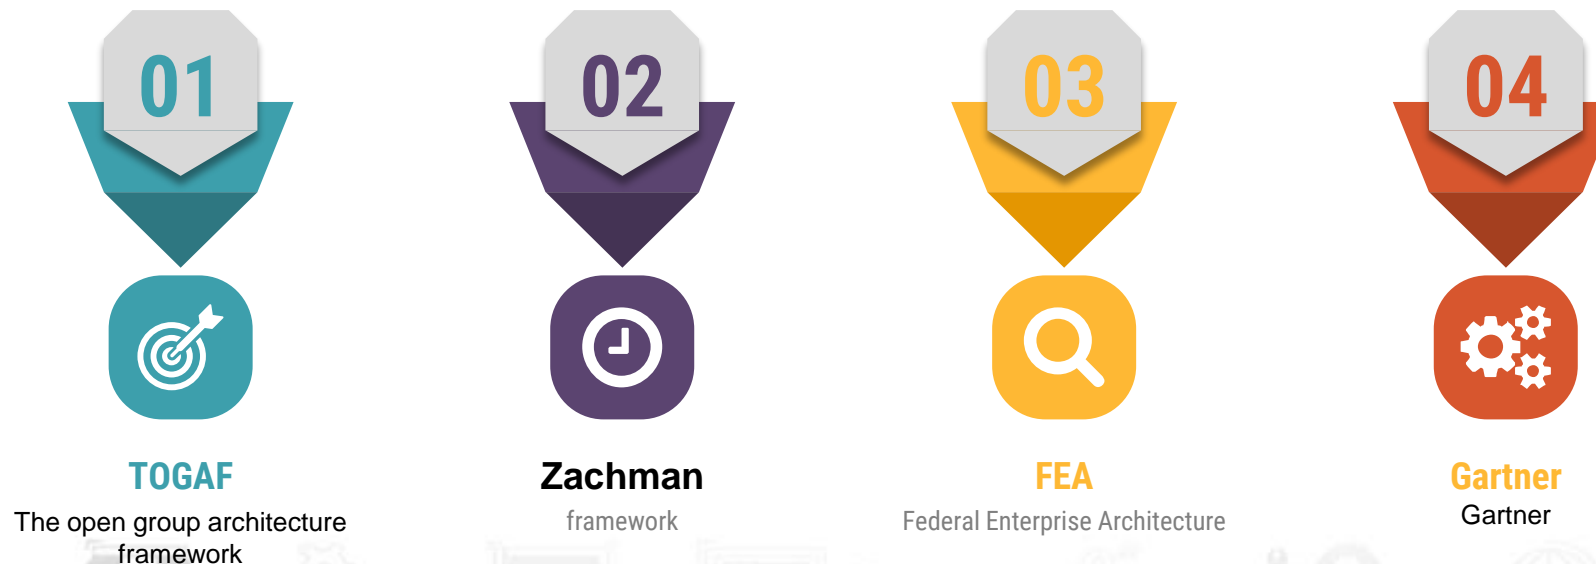 01
02
03
04
TOGAF
The open group architecture
framework
Zachman
framework
FEA
Federal Enterprise Architecture
Gartner
Gartner